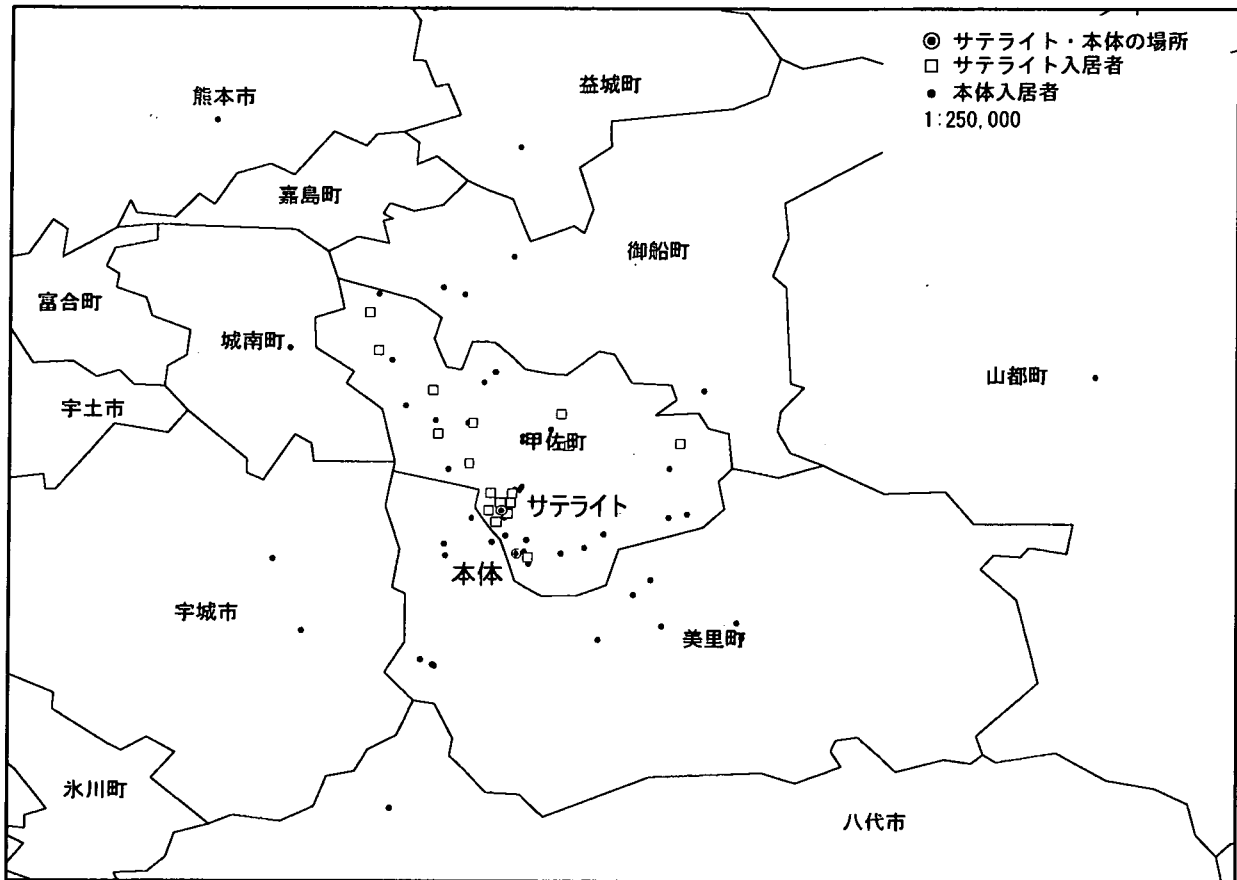 ◎ サテライト・本体の場所
□ サテライト入居者
• 本体入居者
1:250,000
熊本市
益城町
嘉島町
御船町
富合町
城南町
山都町
宇土市
甲佐町
サテライト
本体
宇城市
美里町
氷川町
八代市